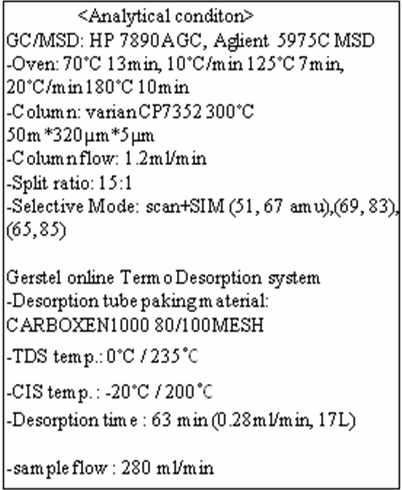 <Analytical conditon>
GC/MSD: HP 7890A GC, Aglient 5975C MSD
-Oven: 70℃ 13min, 10℃/min 125℃ 7min,
20℃/min 180℃ 10min
-Column: varian CP7352 300℃
50m*320μm*5μm
-Column flow: 1.2ml/min
-Split ratio: 15:1
-Selective Mode: scan+SIM (51, 67 amu),(69, 83),
(65, 85)
Gerstel online Termo Desorption system
-Desorption tube paking material:
CARBOXEN1000 80/100MESH
-TDS temp.: 0℃ / 235℃
-CIS temp.: -20℃ / 200℃
-Desorption time : 63 min (0.28ml/min, 17L)
-sample flow : 280 ml/min